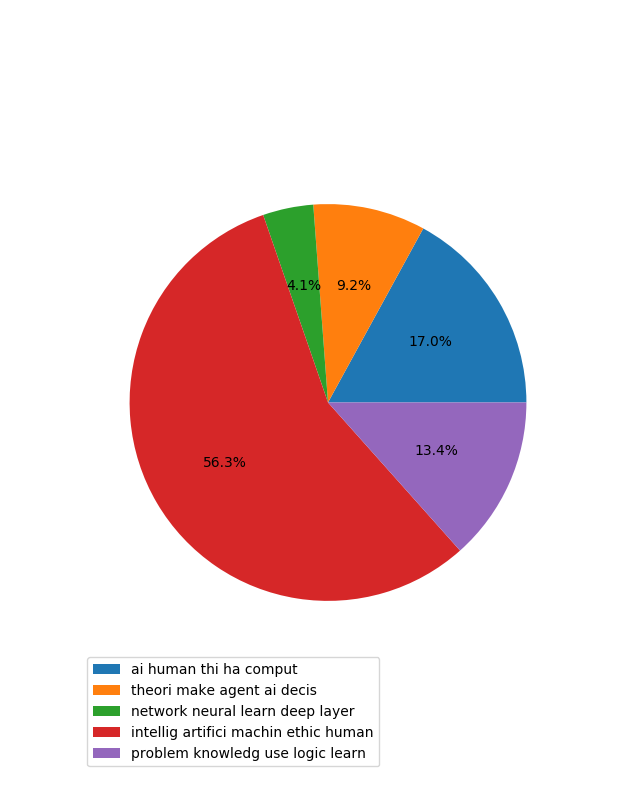 4.1%
9.2%
17.0%
56.3%
13.4%
ai human thi ha comput
theori make agent ai decis
network neural learn deep layer
intellig artifici machin ethic human
problem knowledg use logic learn